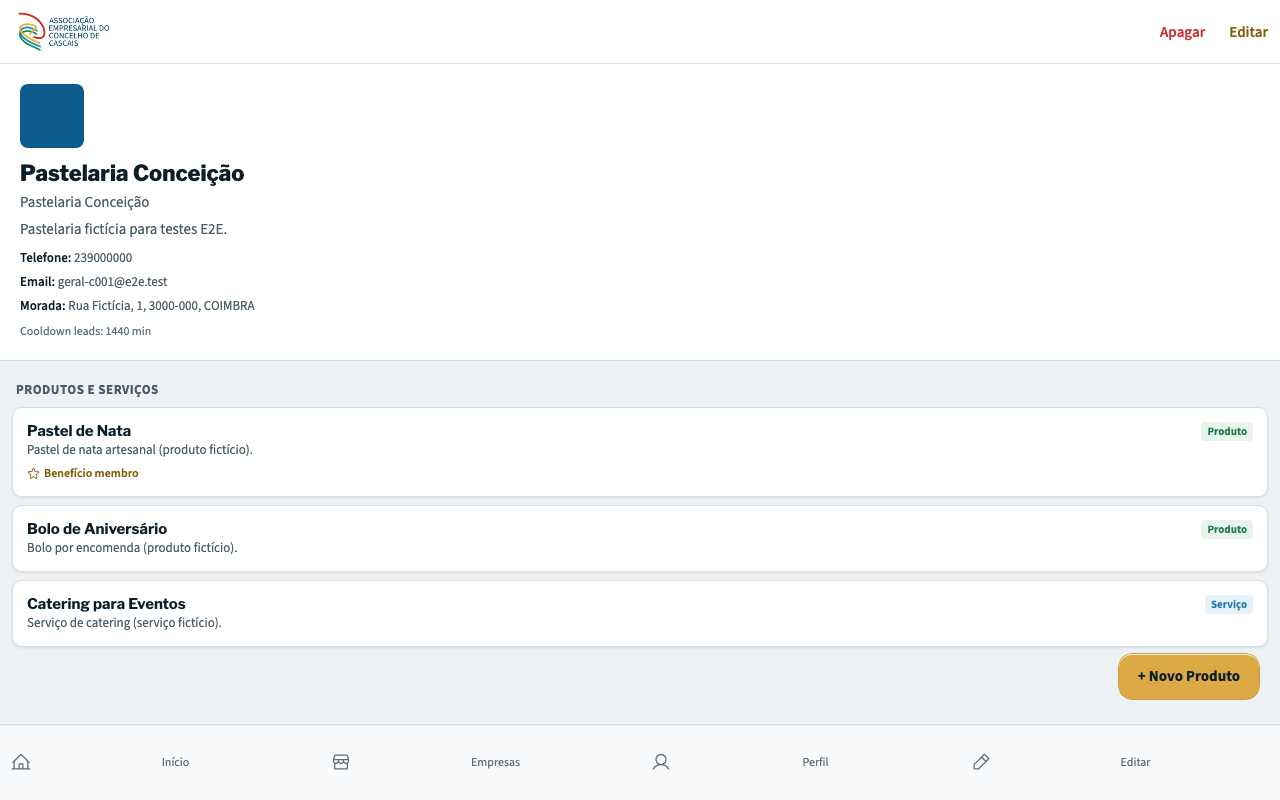 ASSOCIAÇÃO
EMPRESARIAL DO
CONCELHO DE
CASCAIS
Apagar
Editar
Pastelaria Conceição
Pastelaria Conceição
Pastelaria fictícia para testes E2E.
Telefone: 239000000
Email: geral-c001@e2e.test
Morada: Rua Fictícia, 1, 3000-000, COIMBRA
Cooldown leads: 1440 min
PRODUTOS E SERVIÇOS
Pastel de Nata
Produto
Pastel de nata artesanal (produto fictício).
Benefício membro
Bolo de Aniversário
Produto
Bolo por encomenda (produto fictício).
Catering para Eventos
Serviço
Serviço de catering (serviço fictício).
+ Novo Produto
Início
Empresas
Perfil
Editar